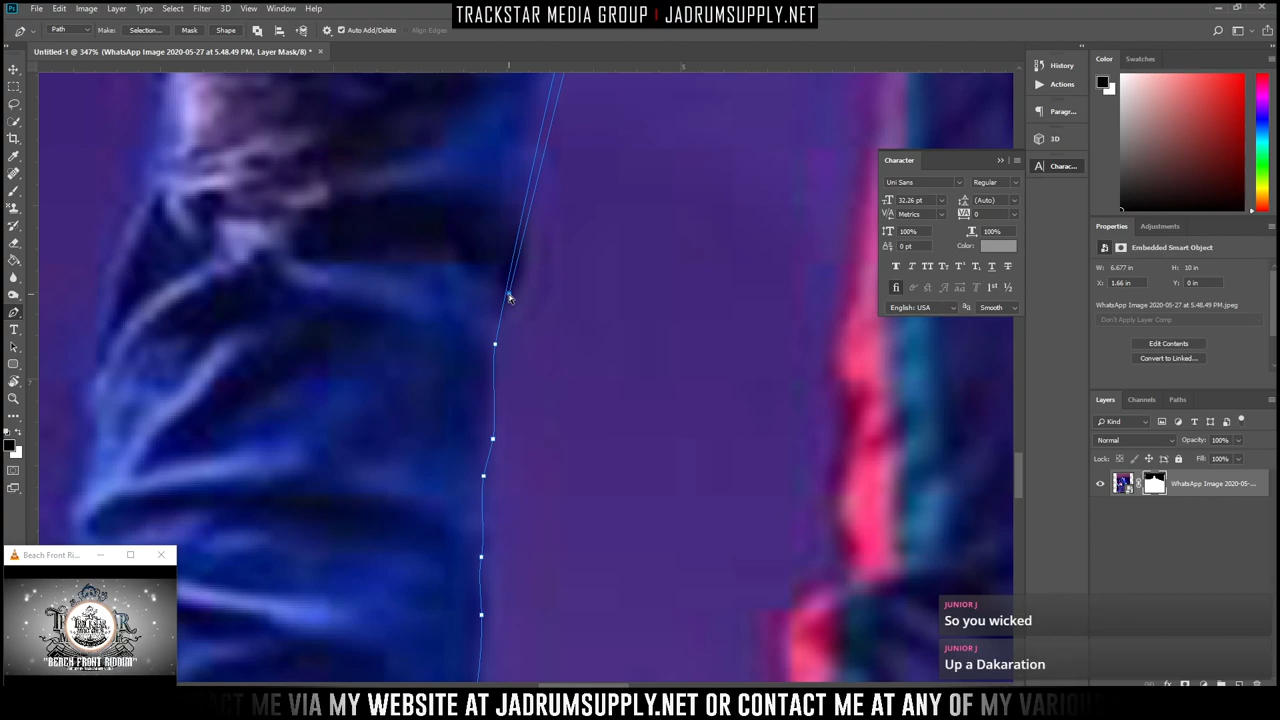 TRACKSTAR MEDIA GROUP | JADRUMSUPPLY.NET
Ps File Edit Image Layer Type Select Filter 3D View Window Help
Path Make: Selection... Mask Shape Auto Add/Delete Align Edges
Untitled-1 @ 347% (WhatsApp Image 2020-05-27 at 5.48.49 PM, Layer Mask/8) * ×
5
7
History
Actions
Paragr...
3D
Charac...
Character
Uni Sans Regular
32.26 pt (Auto)
Metrics 0
100% 100%
0 pt Color:
English: USA Smooth
Color Swatches
Properties Adjustments
Embedded Smart Object
W: 6.677 in H: 10 in
X: 1.66 in Y: 0 in
WhatsApp Image 2020-05-27 at 5.48.49 PM.jpeg
Don't Apply Layer Comp
Edit Contents
Convert to Linked...
Layers Channels Paths
Kind
Normal Opacity: 100%
Lock: Fill: 100%
WhatsApp Image 2020-05-...
Beach Front Ri...
"BEACH FRONT RIDDIM"
JUNIOR J
So you wicked
JUNIOR J
Up a Dakaration
ACT ME VIA MY WEBSITE AT JADRUMSUPPLY.NET OR CONTACT ME AT ANY OF MY VARIOU